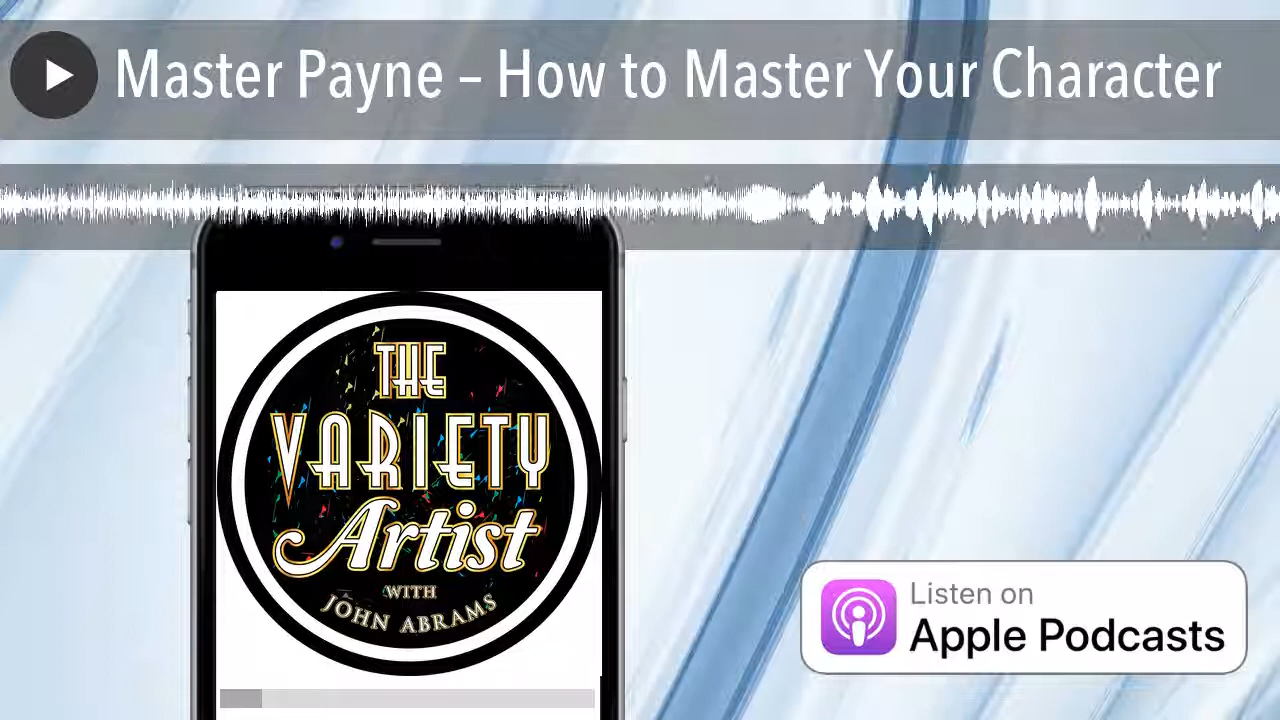 Master Payne – How to Master Your Character
THE
VARIETY
Artist
WITH
JOHN ABRAMS
Listen on
Apple Podcasts